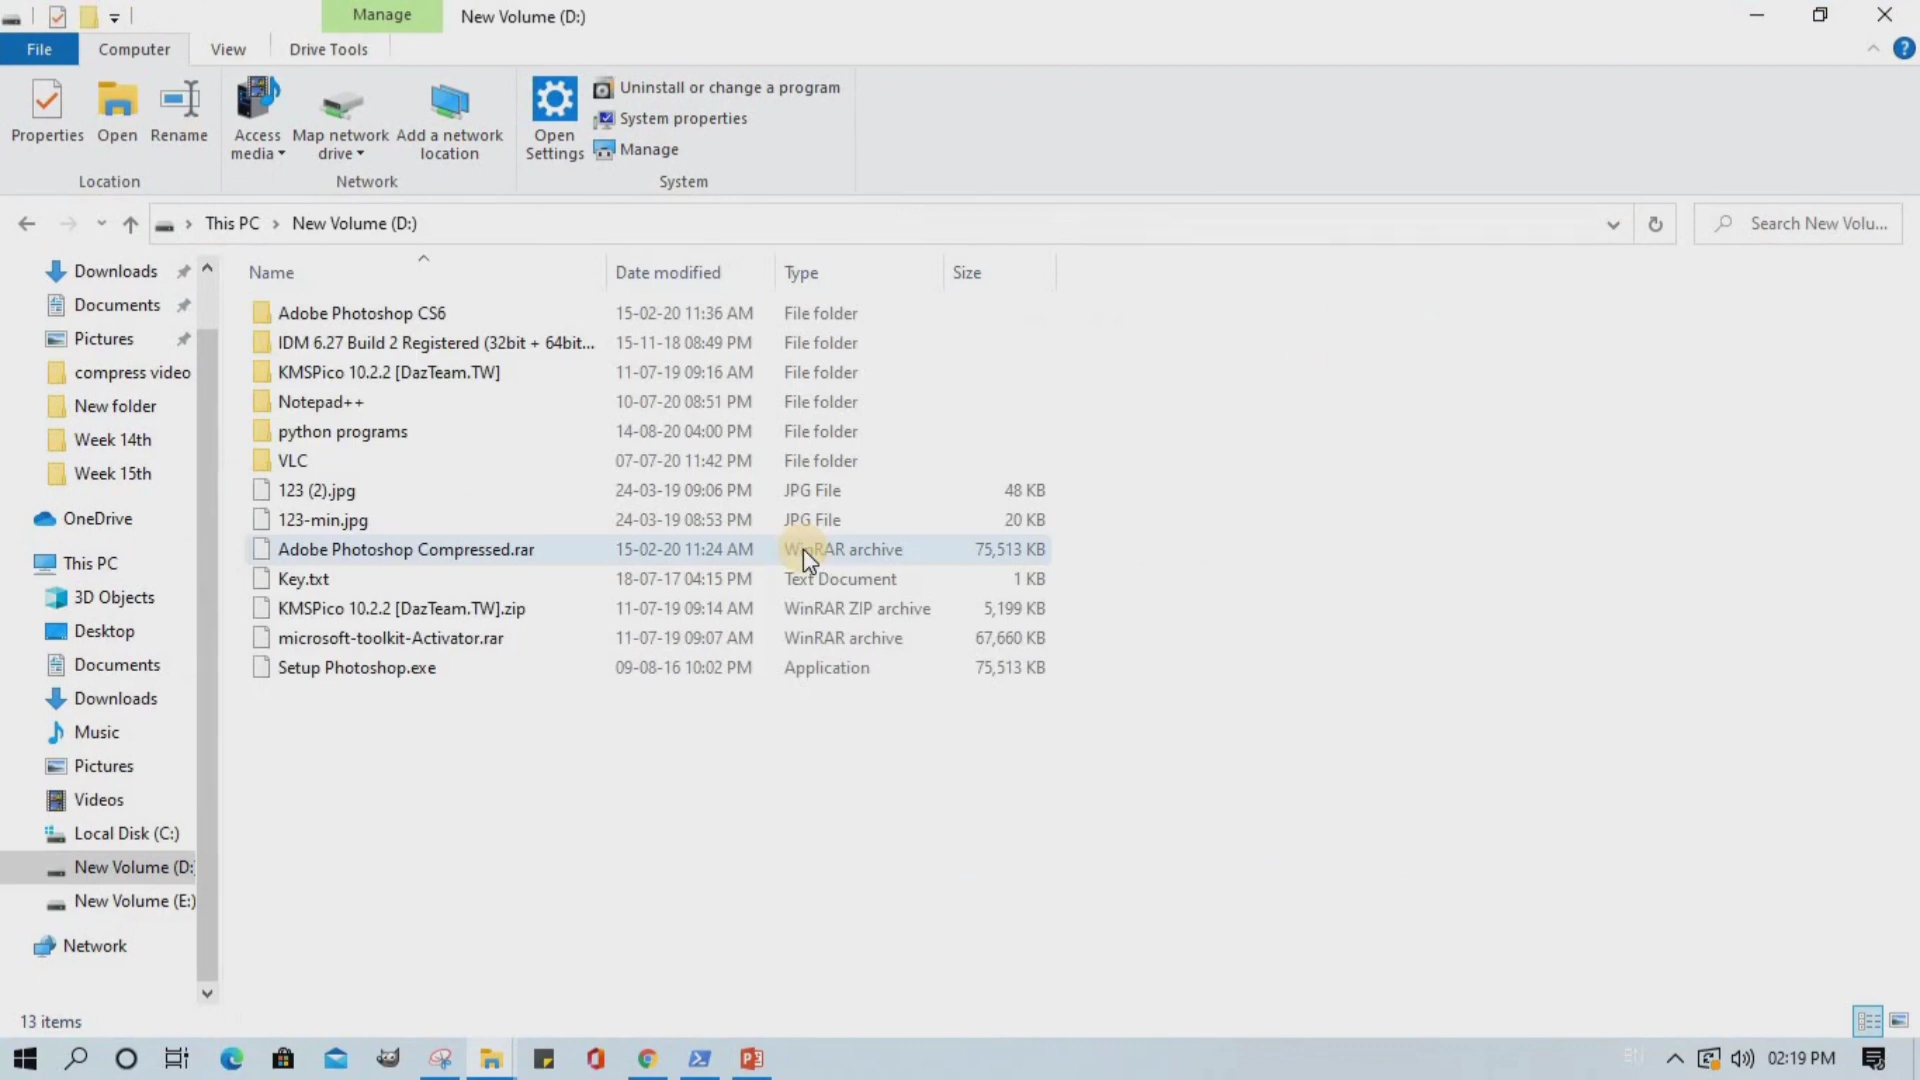 Manage
New Volume (D:)
File
Computer
View
Drive Tools
Properties
Open
Rename
Access media
Map network drive
Add a network location
Open Settings
Uninstall or change a program
System properties
Manage
Location
Network
System
This PC
New Volume (D:)
Search New Volu...
Name
Date modified
Type
Size
Adobe Photoshop CS6 15-02-20 11:36 AM File folder
IDM 6.27 Build 2 Registered (32bit + 64bit... 15-11-18 08:49 PM File folder
KMSPico 10.2.2 [DazTeam.TW] 11-07-19 09:16 AM File folder
Notepad++ 10-07-20 08:51 PM File folder
python programs 14-08-20 04:00 PM File folder
VLC 07-07-20 11:42 PM File folder
123 (2).jpg 24-03-19 09:06 PM JPG File 48 KB
123-min.jpg 24-03-19 08:53 PM JPG File 20 KB
Adobe Photoshop Compressed.rar 15-02-20 11:24 AM WinRAR archive 75,513 KB
Key.txt 18-07-17 04:15 PM Text Document 1 KB
KMSPico 10.2.2 [DazTeam.TW].zip 11-07-19 09:14 AM WinRAR ZIP archive 5,199 KB
microsoft-toolkit-Activator.rar 11-07-19 09:07 AM WinRAR archive 67,660 KB
Setup Photoshop.exe 09-08-16 10:02 PM Application 75,513 KB
Downloads
Documents
Pictures
compress video
New folder
Week 14th
Week 15th
OneDrive
This PC
3D Objects
Desktop
Documents
Downloads
Music
Pictures
Videos
Local Disk (C:)
New Volume (D:
New Volume (E:)
Network
13 items
EN
02:19 PM